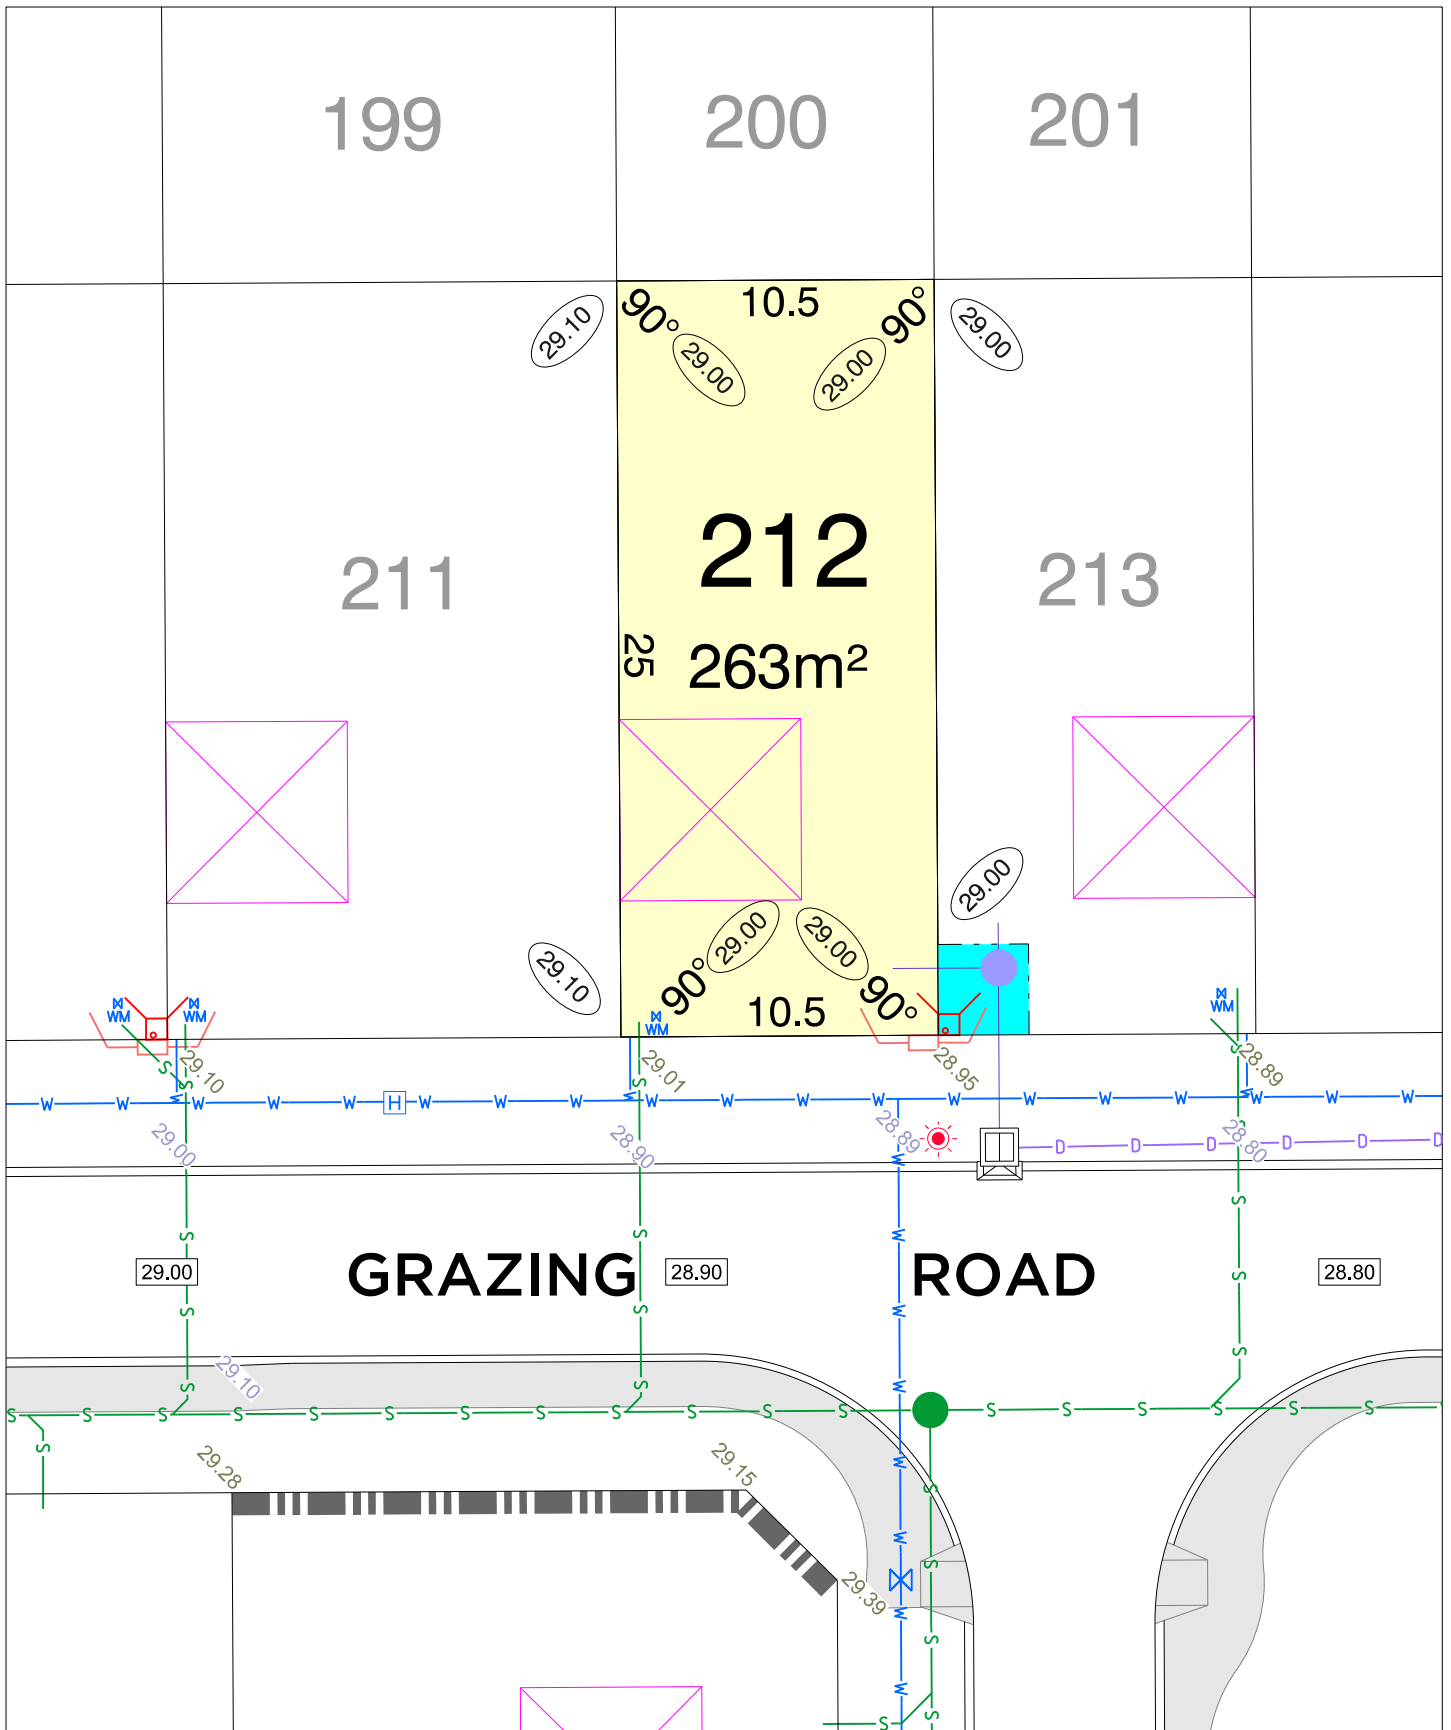 199
200
201
90°
10.5
90°
29.10
29.00
29.00
29.00
212
211
213
25
263m²
29.00
29.10
29.00
29.00
90°
90°
10.5
WM
WM
WM
WM
29.10
29.01
28.95
28.89
S S S S
W W W W W H W W W W W W W W W W W W W W
W W W
29.00
28.90
28.89
28.80
D D D D D D
W
S S S
29.00
GRAZING
28.90
ROAD
28.80
W
S
S S S
W
S
29.10
W
S S
S S S S S S S S S S S S S S S S S S
S
29.28
29.15
W
S
W
S
29.39
W
S
W
S
S